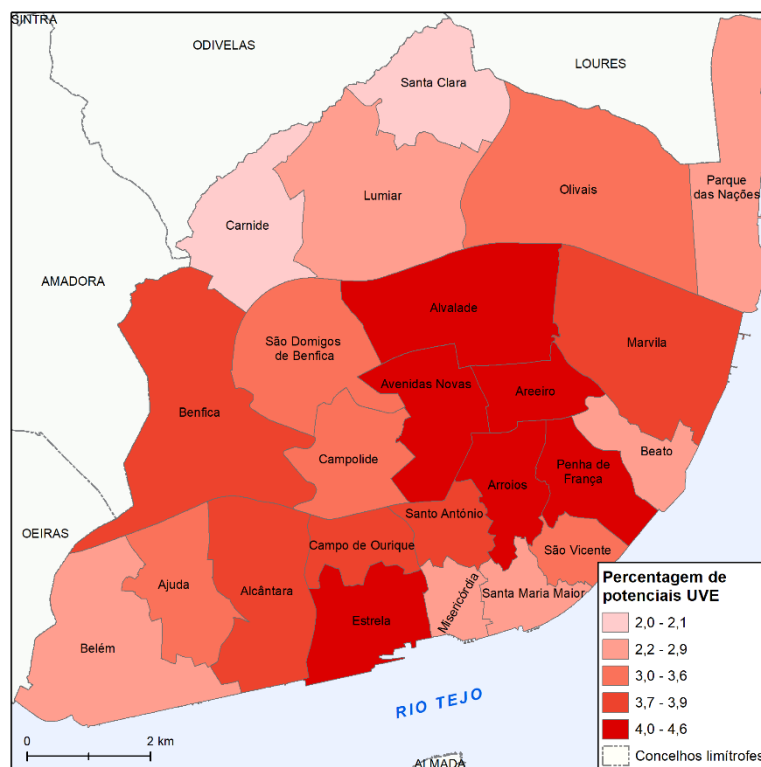 SINTRA
ODIVELAS
LOURES
Santa Clara
Parque
das Nações
Olivais
Lumiar
Carnide
AMADORA
Alvalade
São Domigos
de Benfica
Marvila
Avenidas Novas
Areeiro
Benfica
Beato
Campolide
Penha de
França
Arroios
Santo António
OEIRAS
Campo de Ourique
São Vicente
Ajuda
Alcântara
Misericórdia
Santa Maria Maior
Estrela
Belém
RIO TEJO
ALMADA
0
2 km
Percentagem de
potenciais UVE
2,0 - 2,1
2,2 - 2,9
3,0 - 3,6
3,7 - 3,9
4,0 - 4,6
Concelhos limítrofes